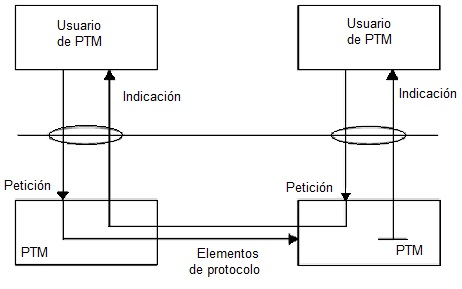 Usuario
de PTM
Usuario
de PTM
Indicación
Indicación
Petición
Petición
PTM
Elementos
de protocolo
PTM